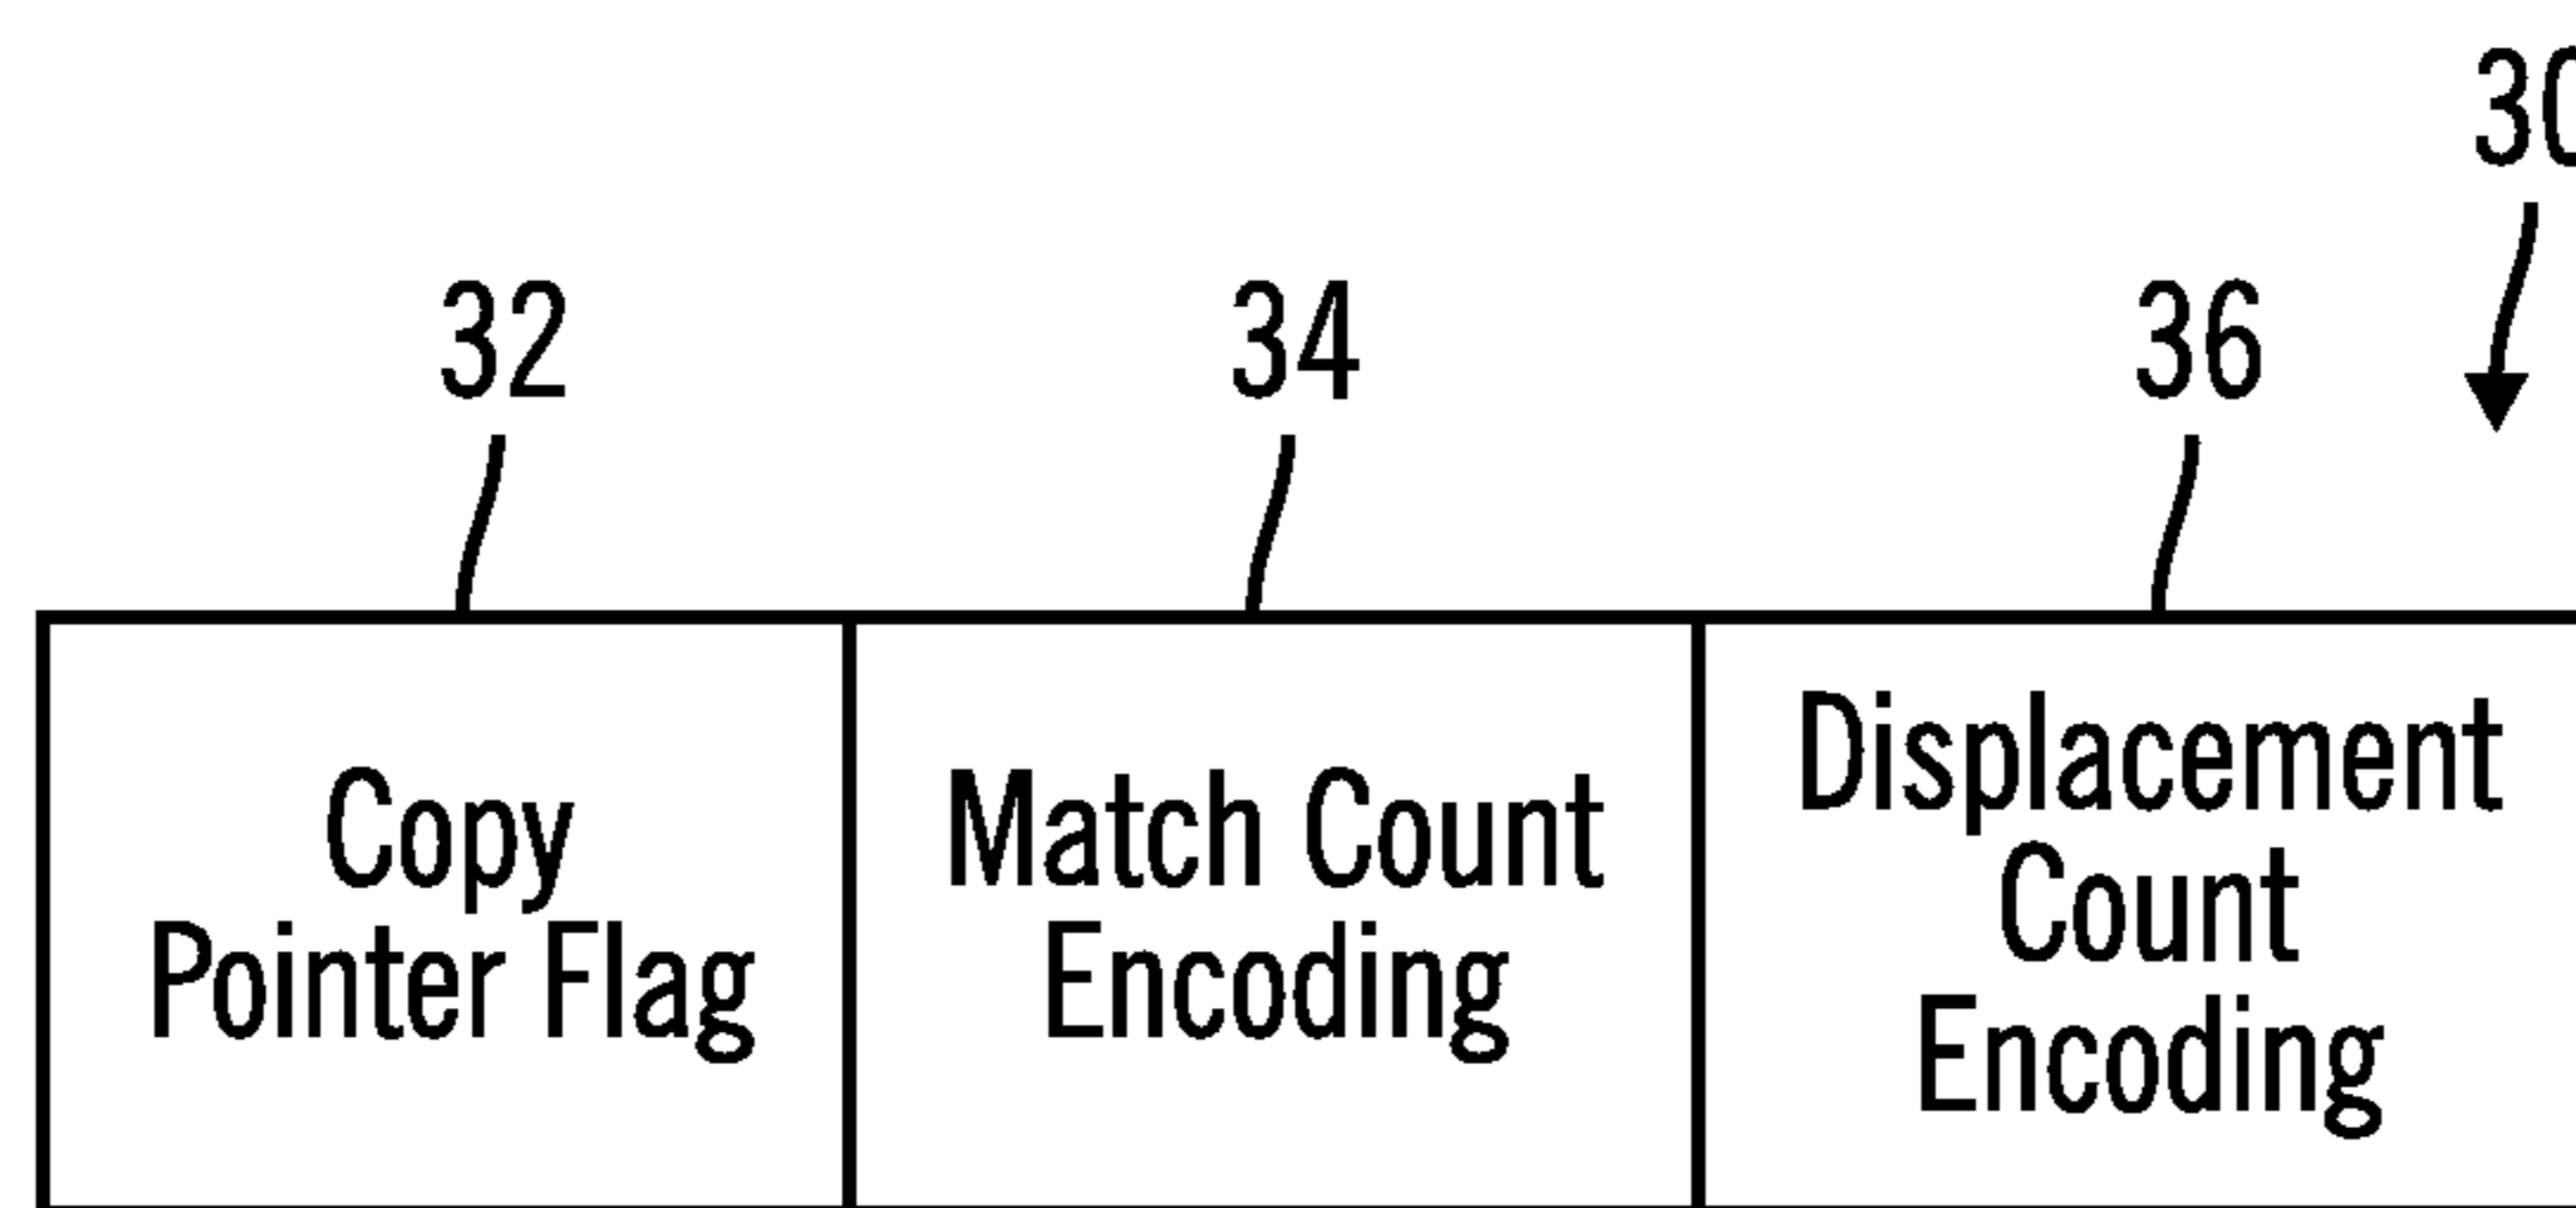 30
32 34 36
Copy
Pointer Flag
Match Count
Encoding
Displacement
Count
Encoding